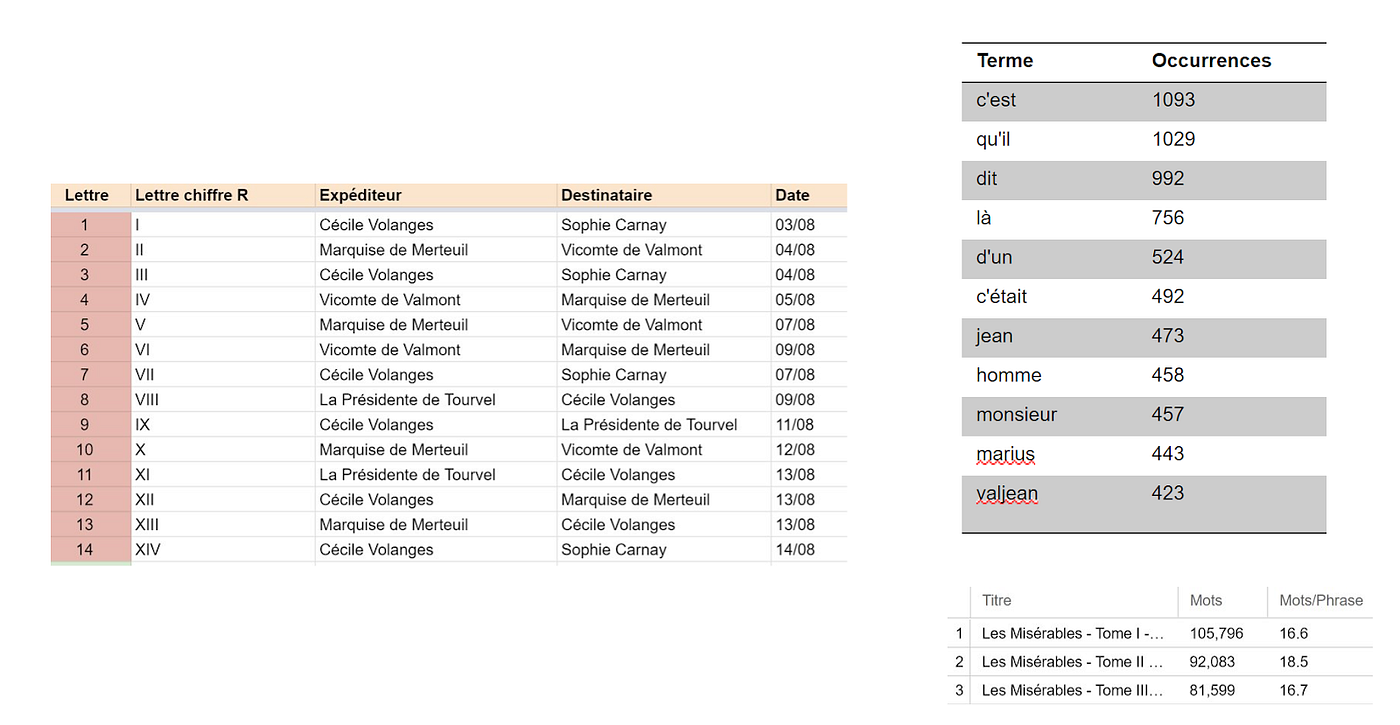 Lettre Lettre chiffre R Expéditeur Destinataire Date
1 I Cécile Volanges Sophie Carnay 03/08
2 II Marquise de Merteuil Vicomte de Valmont 04/08
3 III Cécile Volanges Sophie Carnay 04/08
4 IV Vicomte de Valmont Marquise de Merteuil 05/08
5 V Marquise de Merteuil Vicomte de Valmont 07/08
6 VI Vicomte de Valmont Marquise de Merteuil 09/08
7 VII Cécile Volanges Sophie Carnay 07/08
8 VIII La Présidente de Tourvel Cécile Volanges 09/08
9 IX Cécile Volanges La Présidente de Tourvel 11/08
10 X Marquise de Merteuil Vicomte de Valmont 12/08
11 XI La Présidente de Tourvel Cécile Volanges 13/08
12 XII Cécile Volanges Marquise de Merteuil 13/08
13 XIII Marquise de Merteuil Cécile Volanges 13/08
14 XIV Cécile Volanges Sophie Carnay 14/08
Terme Occurrences
c'est 1093
qu'il 1029
dit 992
là 756
d'un 524
c'était 492
jean 473
homme 458
monsieur 457
marius 443
valjean 423
Titre Mots Mots/Phrase
1 Les Misérables - Tome I -… 105,796 16.6
2 Les Misérables - Tome II … 92,083 18.5
3 Les Misérables - Tome III… 81,599 16.7